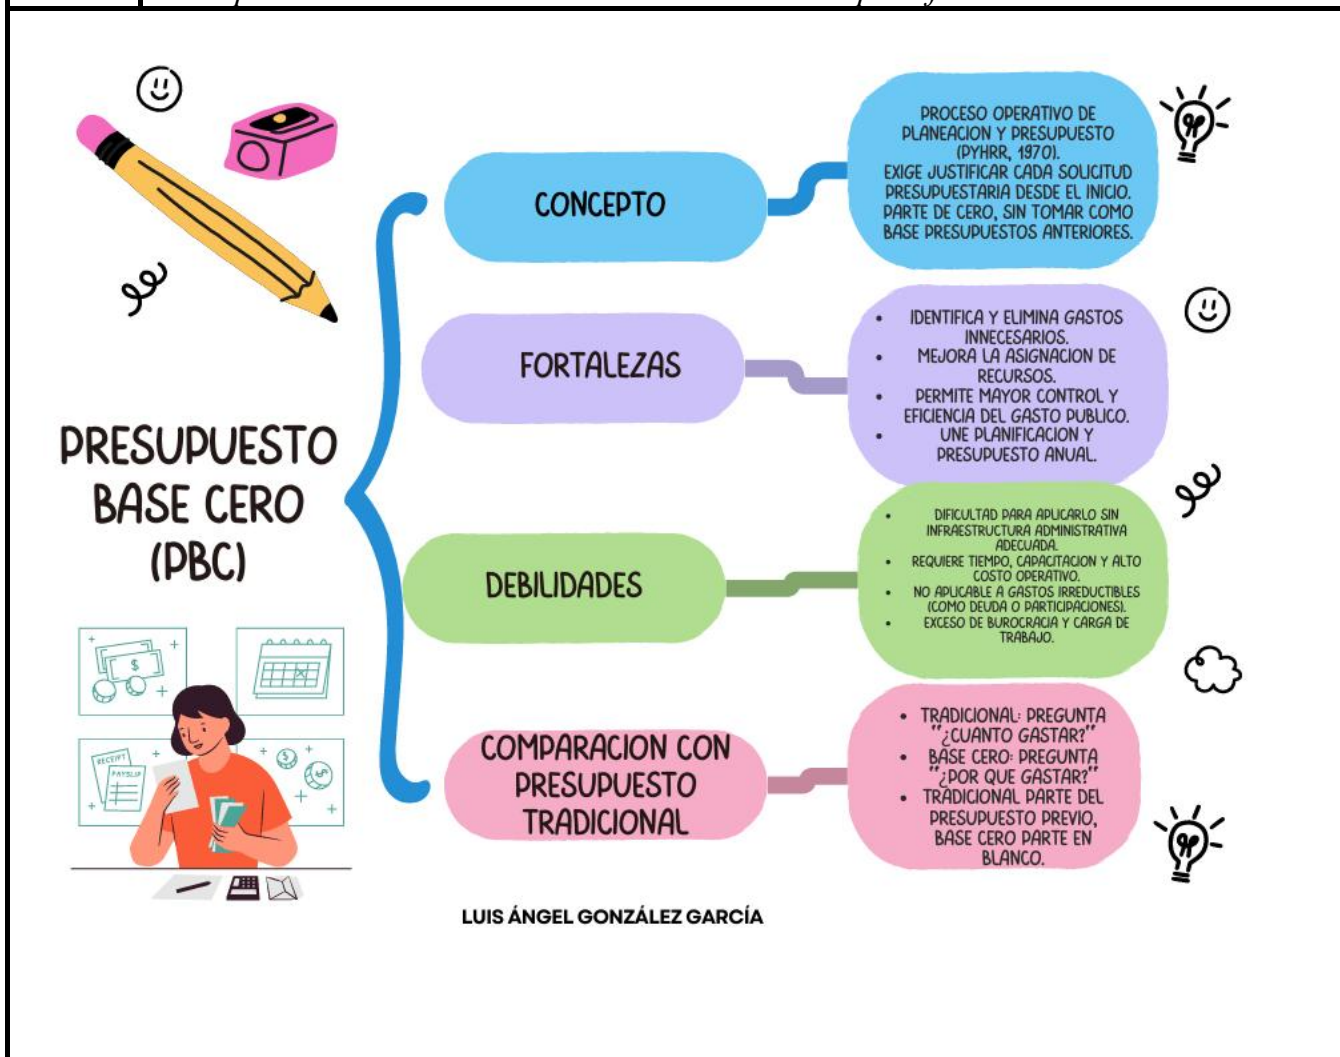 PRESUPUESTO
BASE CERO
(PBC)
CONCEPTO
PROCESO OPERATIVO DE
PLANEACION Y PRESUPUESTO
(PYHRR, 1970).
EXIGE JUSTIFICAR CADA SOLICITUD
PRESUPUESTARIA DESDE EL INICIO.
PARTE DE CERO, SIN TOMAR COMO
BASE PRESUPUESTOS ANTERIORES.
FORTALEZAS
• IDENTIFICA Y ELIMINA GASTOS
INNECESARIOS.
• MEJORA LA ASIGNACION DE
RECURSOS.
• PERMITE MAYOR CONTROL Y
EFICIENCIA DEL GASTO PUBLICO.
• UNE PLANIFICACION Y
PRESUPUESTO ANUAL.
DEBILIDADES
• DIFICULTAD PARA APLICARLO SIN
INFRAESTRUCTURA ADMINISTRATIVA
ADECUADA.
• REQUIERE TIEMPO, CAPACITACION Y ALTO
COSTO OPERATIVO.
• NO APLICABLE A GASTOS IRREDUCTIBLES
(COMO DEUDA O PARTICIPACIONES).
• EXCESO DE BUROCRACIA Y CARGA DE
TRABAJO.
COMPARACION CON
PRESUPUESTO
TRADICIONAL
• TRADICIONAL: PREGUNTA
"¿CUANTO GASTAR?"
• BASE CERO: PREGUNTA
"¿POR QUE GASTAR?"
• TRADICIONAL PARTE DEL
PRESUPUESTO PREVIO,
BASE CERO PARTE EN
BLANCO.
RECEIPT
PAYSLIP
LUIS ÁNGEL GONZÁLEZ GARCÍA